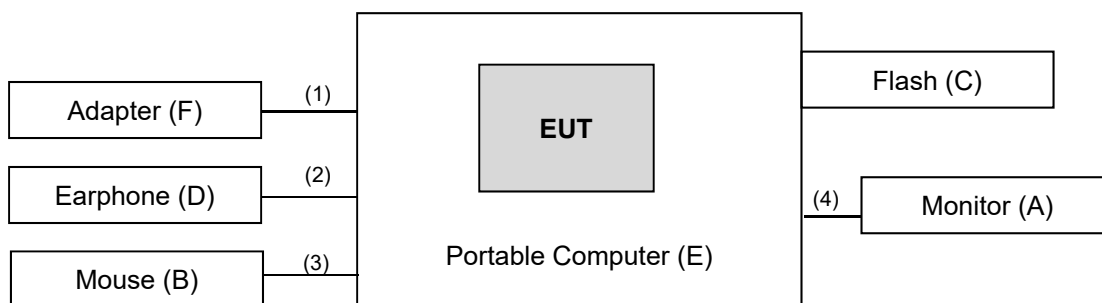 Adapter (F)
(1)
Earphone (D)
(2)
Mouse (B)
(3)
EUT
Portable Computer (E)
Flash (C)
(4)
Monitor (A)